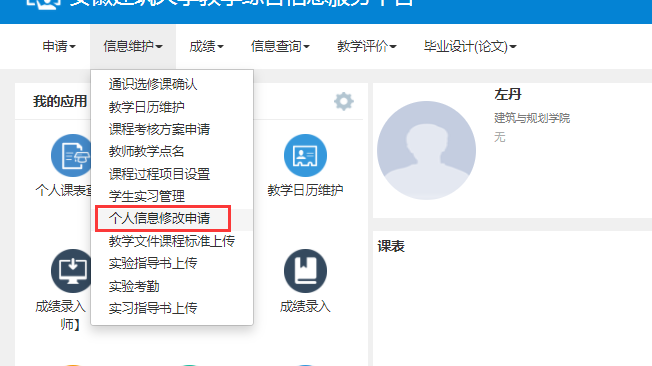 安徽建筑大学教学综合信息服务平台
申请 信息维护 成绩 信息查询 教学评价 毕业设计(论文)
我的应用
通识选修课确认
教学日历维护
课程考核方案申请
教师教学点名
课程过程项目设置
学生实习管理
个人信息修改申请
教学文件课程标准上传
实验指导书上传
实验考勤
实习指导书上传
个人课表查
教学日历维护
成绩录入
师】
成绩录入
左丹
建筑与规划学院
无
课表